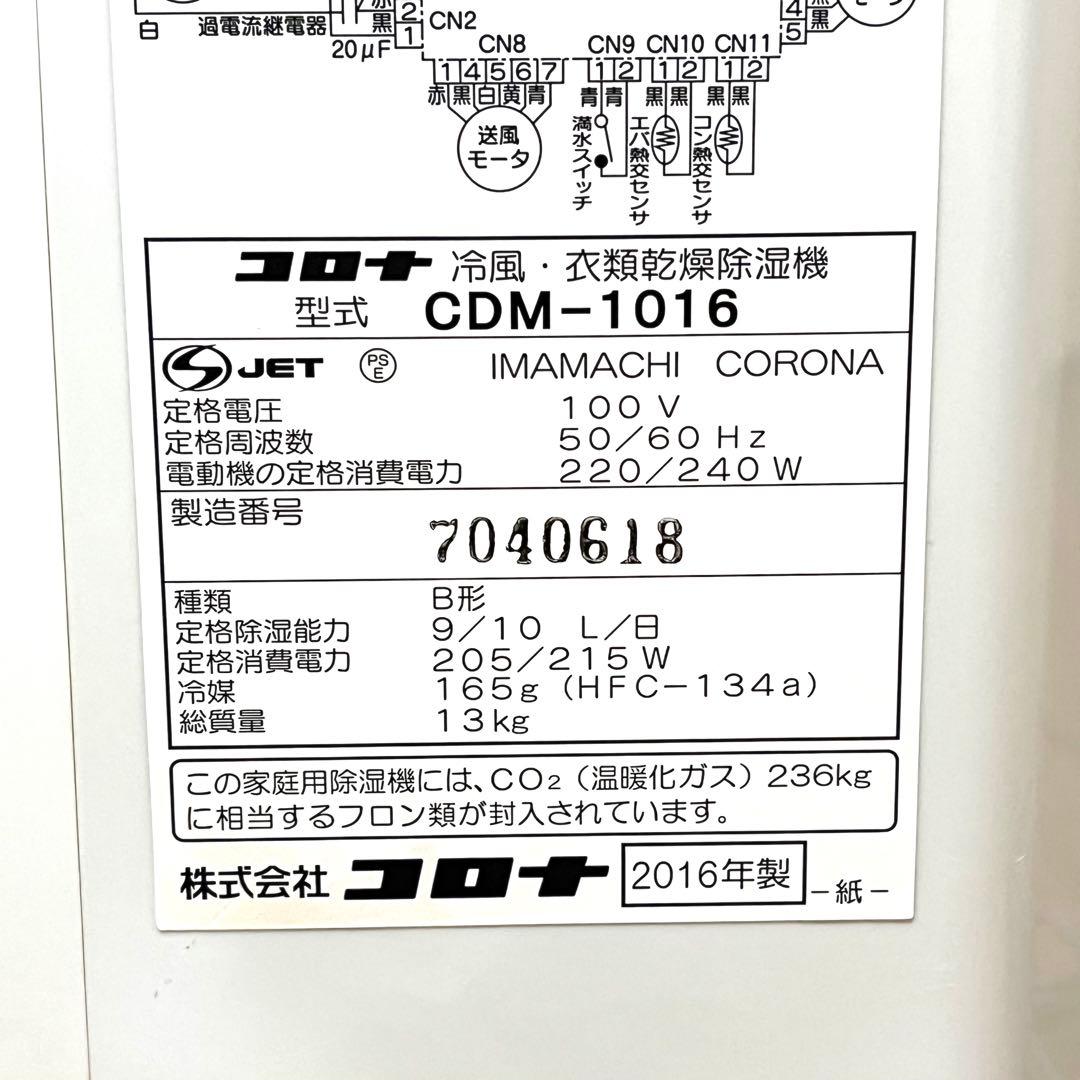 赤 2 CN2
黒 1
白 過電流継電器 20μF
4 黒
5
CN8 CN9 CN10 CN11
1 4 5 6 7 1 2 1 2 1 2
赤 黒 白 黄 青 青 青 黒 黒 黒 黒
送風
モータ
満水スイッチ
エバ熱交センサ
コン熱交センサ
コロナ 冷風・衣類乾燥除湿機
型式 CDM-1016
S JET PS E IMAMACHI CORONA
定格電圧 100V
定格周波数 50/60Hz
電動機の定格消費電力 220/240W
製造番号 7040618
種類 B形
定格除湿能力 9/10 L/日
定格消費電力 205/215W
冷媒 165g (HFC-134a)
総質量 13kg
この家庭用除湿機には、CO2(温暖化ガス)236kg
に相当するフロン類が封入されています。
株式会社 コロナ 2016年製 -紙-